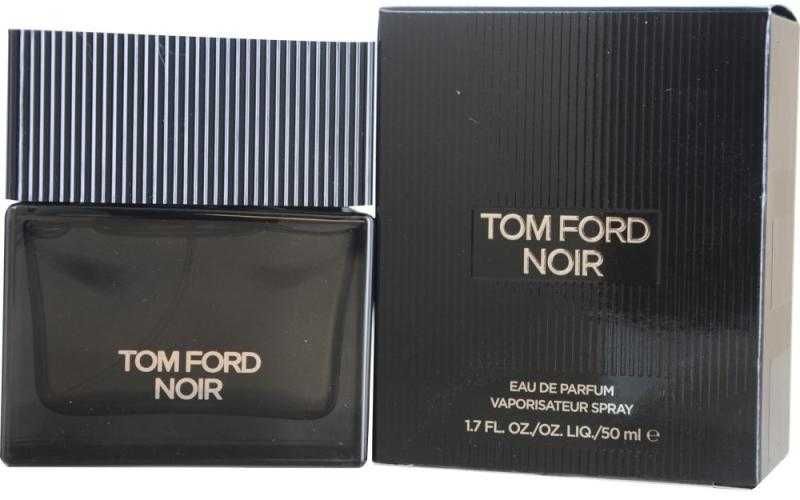 TOM FORD
NOIR
TOM FORD
NOIR
EAU DE PARFUM
VAPORISATEUR SPRAY
1.7 FL. OZ./OZ. LIQ./50 ml ℮